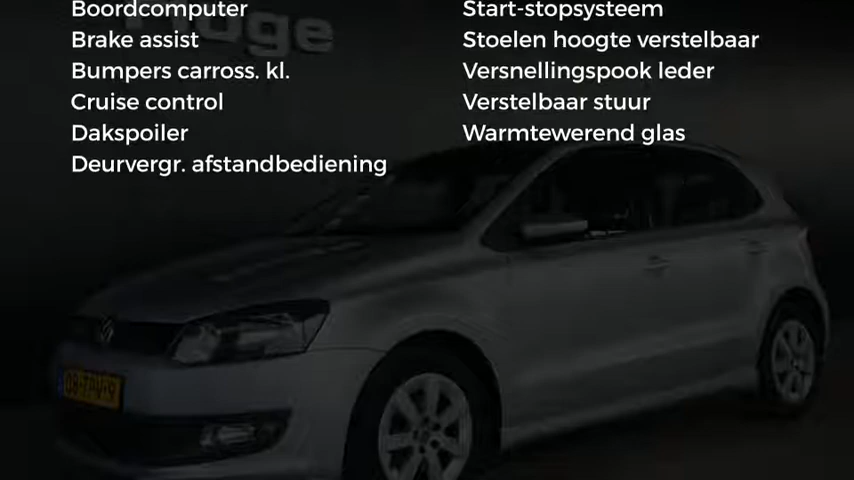 Boordcomputer
Brake assist
Bumpers carross. kl.
Cruise control
Dakspoiler
Deurvergr. afstandbediening
Start-stopsysteem
Stoelen hoogte verstelbaar
Versnellingspook leder
Verstelbaar stuur
Warmtewerend glas